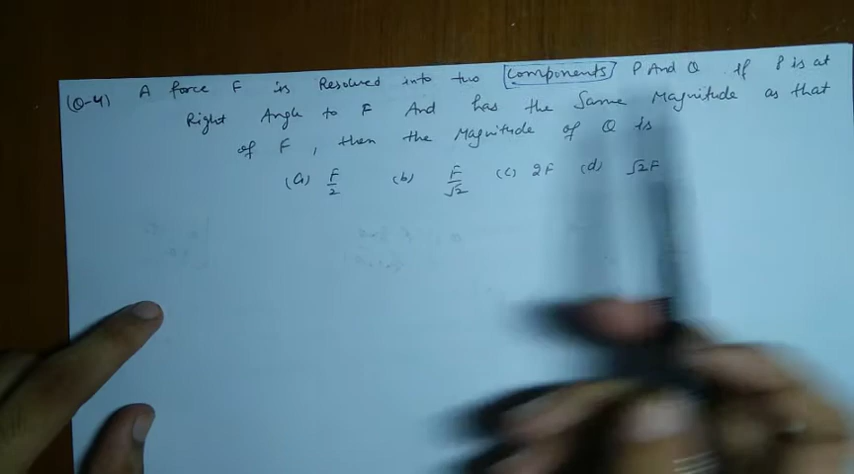 (Q-4) A force F is Resolved into two [Components] P And Q If P is at
Right Angle to F And has the Same Magnitude as that
of F, then the Magnitude of Q is
(a) F/2 (b) F/√2 (c) 2F (d) √2F